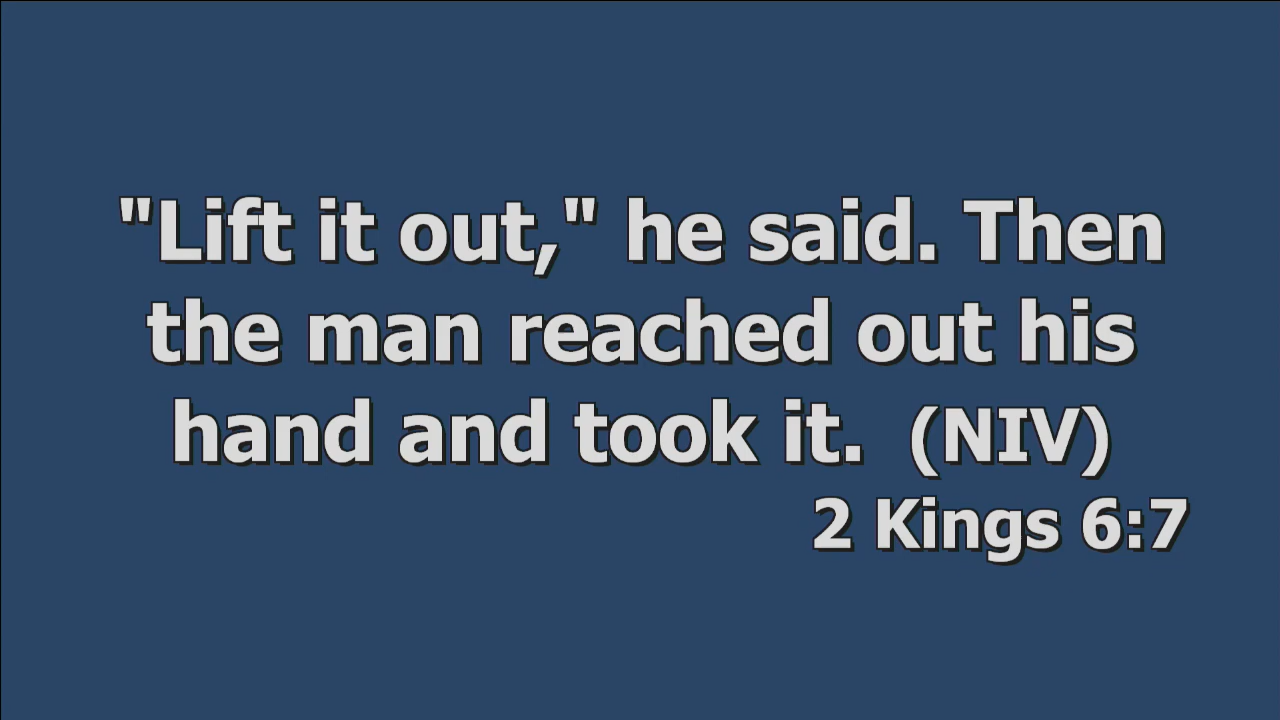 "Lift it out," he said. Then
the man reached out his
hand and took it.  (NIV)
2 Kings 6:7